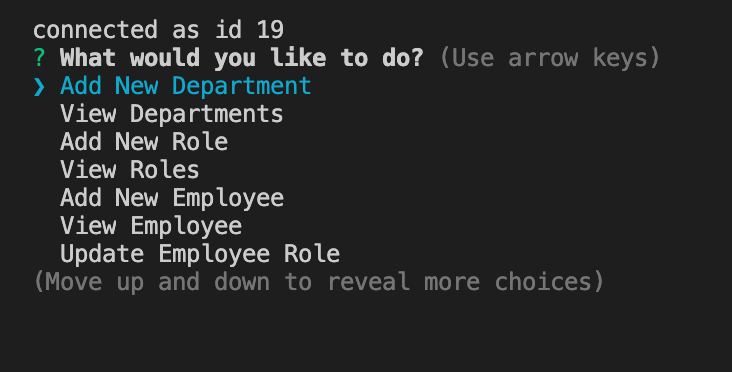 connected as id 19
? What would you like to do? (Use arrow keys)
❯ Add New Department
View Departments
Add New Role
View Roles
Add New Employee
View Employee
Update Employee Role
(Move up and down to reveal more choices)